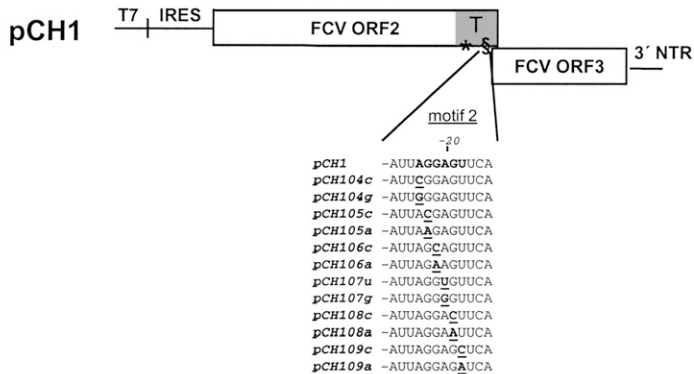 pCH1
T7 IRES
FCV ORF2
T
* §
FCV ORF3
3´ NTR
motif 2
-20
pCH1 -AUUAGGAGUUCA
pCH104c -AUUCGGAGUUCA
pCH104g -AUUGGGAGUUCA
pCH105c -AUUACGAGUUCA
pCH105a -AUUAAGAGUUCA
pCH106c -AUUAGCAGUUCA
pCH106a -AUUAGAAGUUCA
pCH107u -AUUAGGUGUUCA
pCH107g -AUUAGGGGUUCA
pCH108c -AUUAGGACUUCA
pCH108a -AUUAGGAAUUCA
pCH109c -AUUAGGAGCUCA
pCH109a -AUUAGGAGAUCA